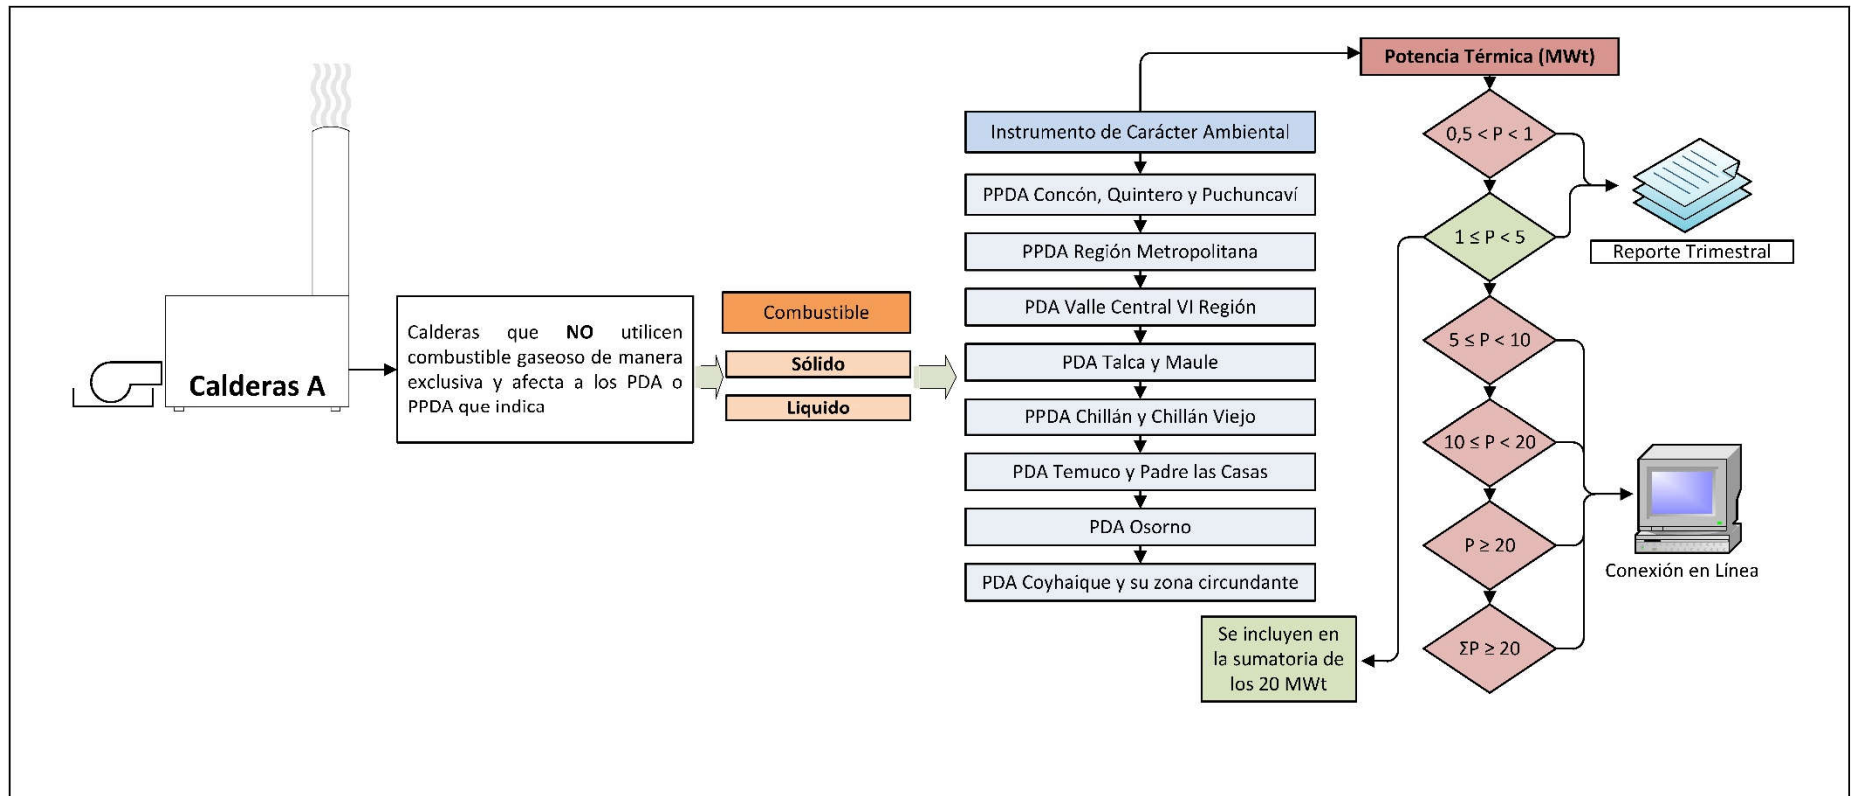 Calderas A
Calderas que NO utilicen
combustible gaseoso de manera
exclusiva y afecta a los PDA o
PPDA que indica
Combustible
Sólido
Liquido
Instrumento de Carácter Ambiental
PPDA Concón, Quintero y Puchuncaví
PPDA Región Metropolitana
PDA Valle Central VI Región
PDA Talca y Maule
PPDA Chillán y Chillán Viejo
PDA Temuco y Padre las Casas
PDA Osorno
PDA Coyhaique y su zona circundante
Se incluyen en
la sumatoria de
los 20 MWt
Potencia Térmica (MWt)
0,5 < P < 1
1 ≤ P < 5
5 ≤ P < 10
10 ≤ P < 20
P ≥ 20
ΣP ≥ 20
Reporte Trimestral
Conexión en Línea